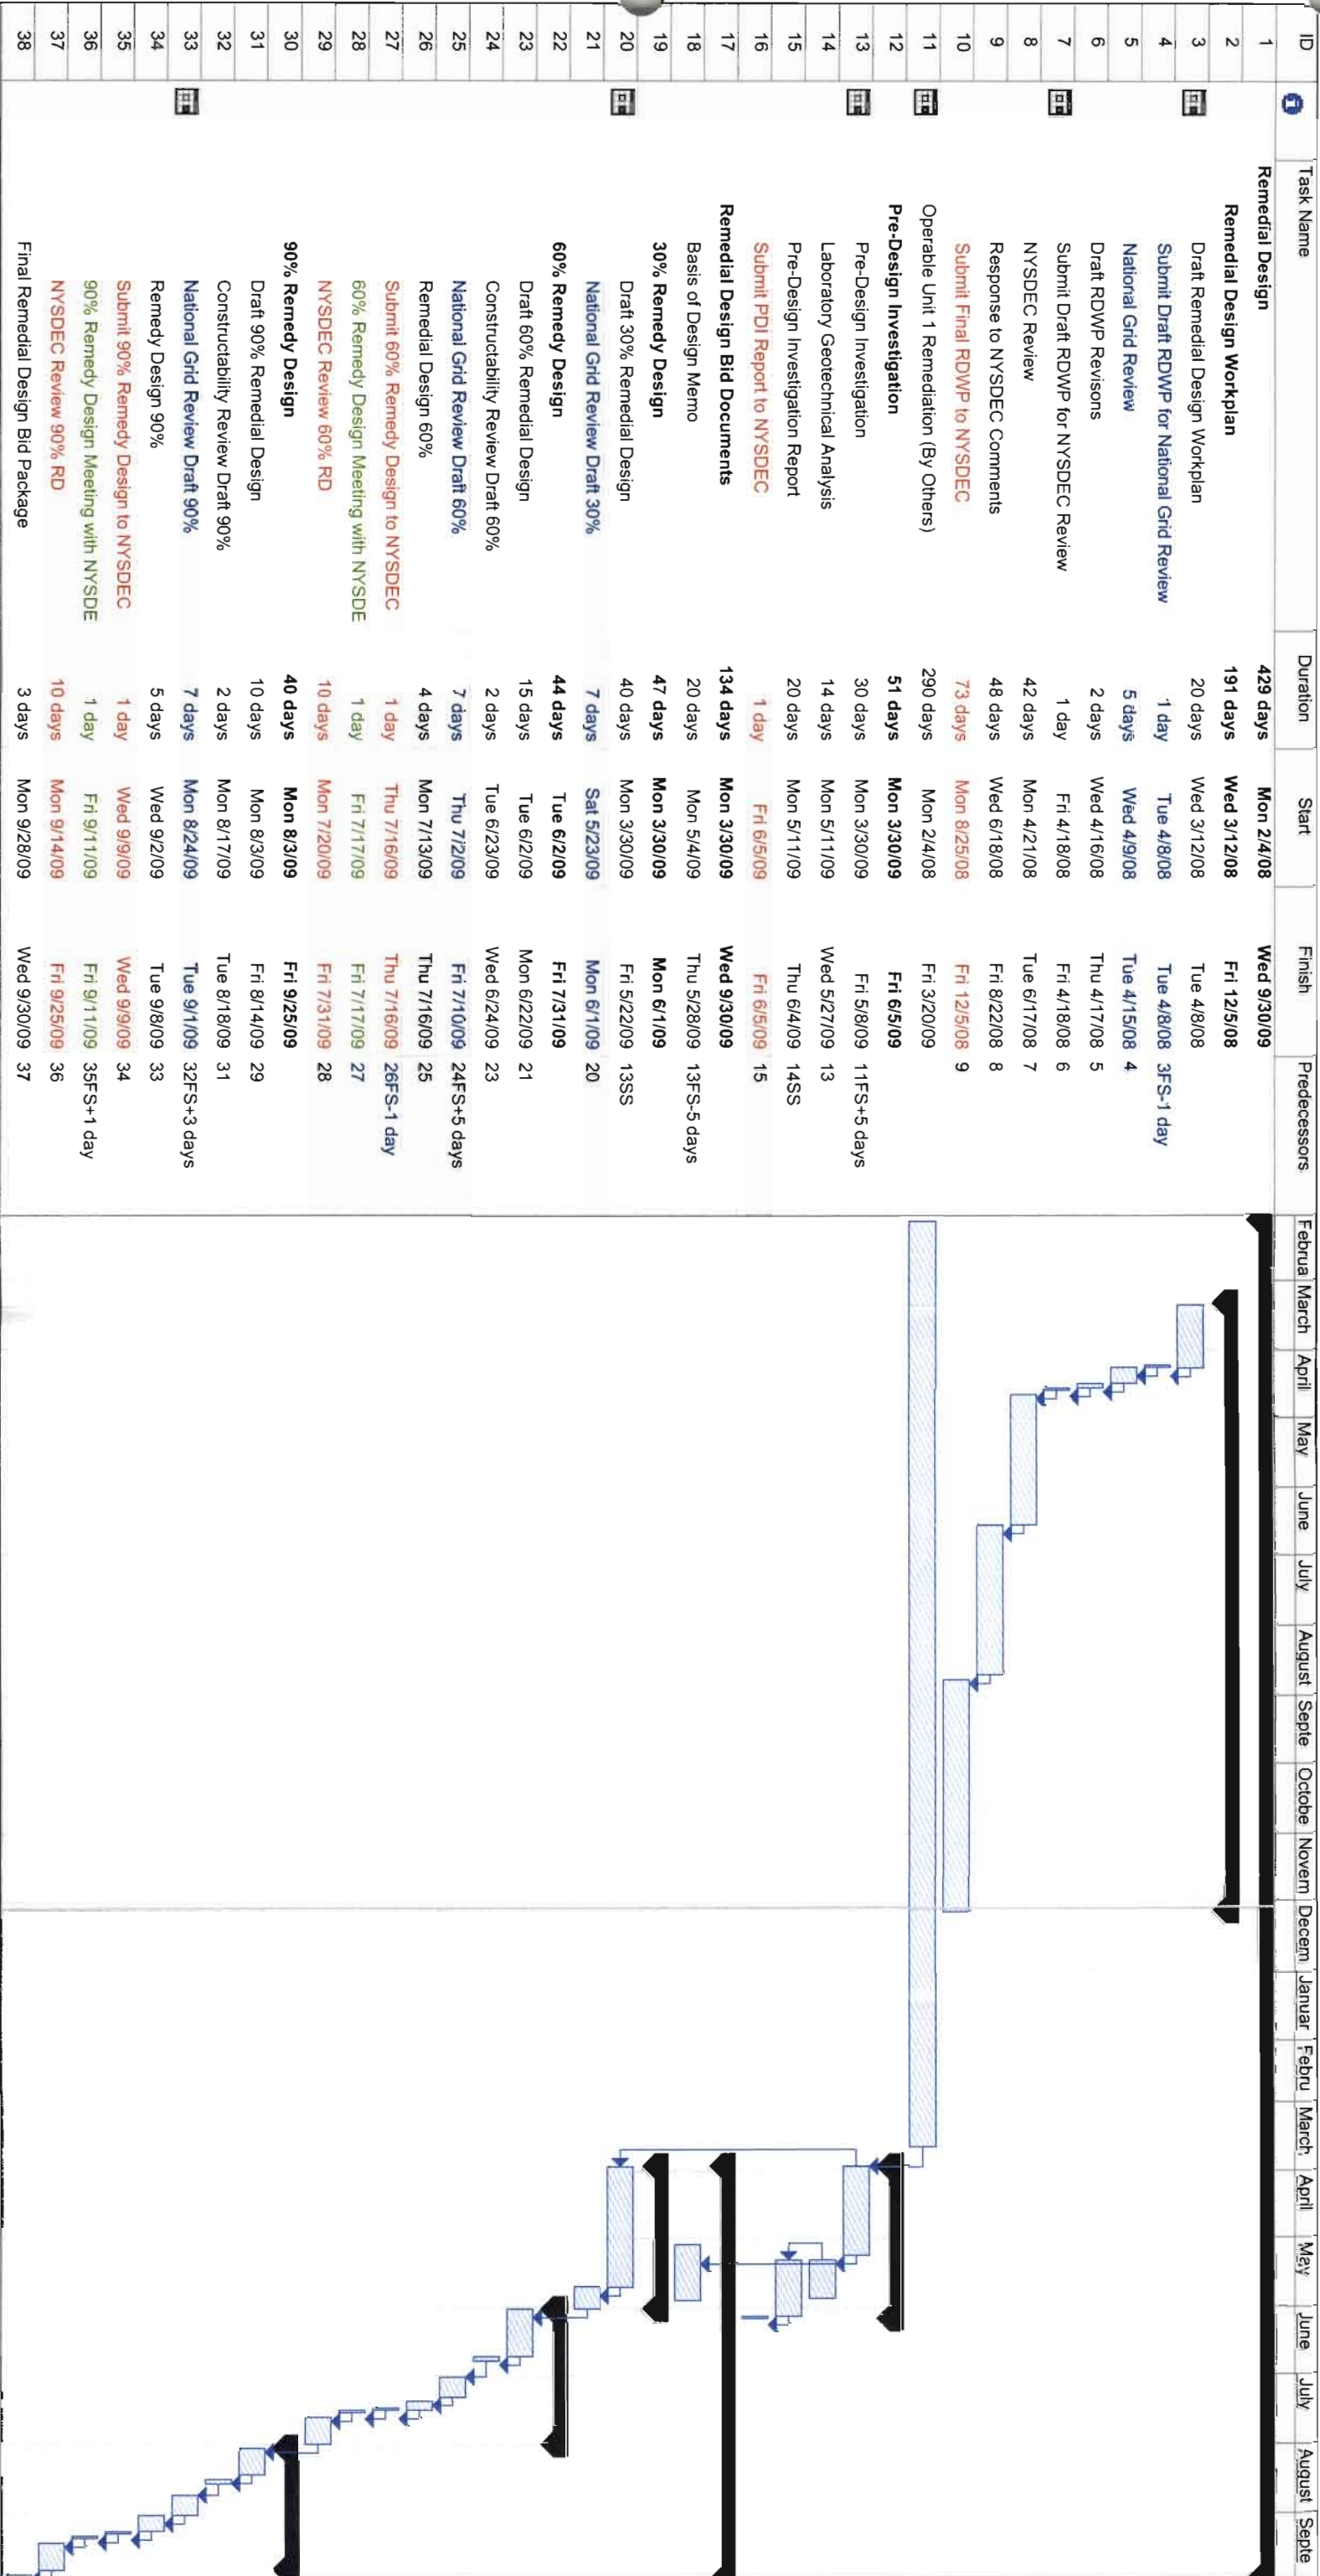 ID Task Name Duration Start Finish Predecessors Februa March April May June July August Septe Octobe Novem Decem Januar Febru March April May June July August Septe
1 Remedial Design 429 days Mon 2/4/08 Wed 9/30/09
2 Remedial Design Workplan 191 days Wed 3/12/08 Fri 12/5/08
3 Draft Remedial Design Workplan 20 days Wed 3/12/08 Tue 4/8/08
4 Submit Draft RDWP for National Grid Review 1 day Tue 4/8/08 Tue 4/8/08 3FS-1 day
5 National Grid Review 5 days Wed 4/9/08 Tue 4/15/08 4
6 Draft RDWP Revisons 2 days Wed 4/16/08 Thu 4/17/08 5
7 Submit Draft RDWP for NYSDEC Review 1 day Fri 4/18/08 Fri 4/18/08 6
8 NYSDEC Review 42 days Mon 4/21/08 Tue 6/17/08 7
9 Response to NYSDEC Comments 48 days Wed 6/18/08 Fri 8/22/08 8
10 Submit Final RDWP to NYSDEC 73 days Mon 8/25/08 Fri 12/5/08 9
11 Operable Unit 1 Remediation (By Others) 290 days Mon 2/4/08 Fri 3/20/09
12 Pre-Design Investigation 51 days Mon 3/30/09 Fri 6/5/09
13 Pre-Design Investigation 30 days Mon 3/30/09 Fri 5/8/09 11FS+5 days
14 Laboratory Geotechnical Analysis 14 days Mon 5/11/09 Wed 5/27/09 13
15 Pre-Design Investigation Report 20 days Mon 5/11/09 Thu 6/4/09 14SS
16 Submit PDI Report to NYSDEC 1 day Fri 6/5/09 Fri 6/5/09 15
17 Remedial Design Bid Documents 134 days Mon 3/30/09 Wed 9/30/09
18 Basis of Design Memo 20 days Mon 5/4/09 Thu 5/28/09 13FS-5 days
19 30% Remedy Design 47 days Mon 3/30/09 Mon 6/1/09
20 Draft 30% Remedial Design 40 days Mon 3/30/09 Fri 5/22/09 13SS
21 National Grid Review Draft 30% 7 days Sat 5/23/09 Mon 6/1/09 20
22 60% Remedy Design 44 days Tue 6/2/09 Fri 7/31/09
23 Draft 60% Remedial Design 15 days Tue 6/2/09 Mon 6/22/09 21
24 Constructability Review Draft 60% 2 days Tue 6/23/09 Wed 6/24/09 23
25 National Grid Review Draft 60% 7 days Thu 7/2/09 Fri 7/10/09 24FS+5 days
26 Remedial Design 60% 4 days Mon 7/13/09 Thu 7/16/09 25
27 Submit 60% Remedy Design to NYSDEC 1 day Thu 7/16/09 Thu 7/16/09 26FS-1 day
28 60% Remedy Design Meeting with NYSDE 1 day Fri 7/17/09 Fri 7/17/09 27
29 NYSDEC Review 60% RD 10 days Mon 7/20/09 Fri 7/31/09 28
30 90% Remedy Design 40 days Mon 8/3/09 Fri 9/25/09
31 Draft 90% Remedial Design 10 days Mon 8/3/09 Fri 8/14/09 29
32 Constructability Review Draft 90% 2 days Mon 8/17/09 Tue 8/18/09 31
33 National Grid Review Draft 90% 7 days Mon 8/24/09 Tue 9/1/09 32FS+3 days
34 Remedy Design 90% 5 days Wed 9/2/09 Tue 9/8/09 33
35 Submit 90% Remedy Design to NYSDEC 1 day Wed 9/9/09 Wed 9/9/09 34
36 90% Remedy Design Meeting with NYSDE 1 day Fri 9/11/09 Fri 9/11/09 35FS+1 day
37 NYSDEC Review 90% RD 10 days Mon 9/14/09 Fri 9/25/09 36
38 Final Remedial Design Bid Package 3 days Mon 9/28/09 Wed 9/30/09 37